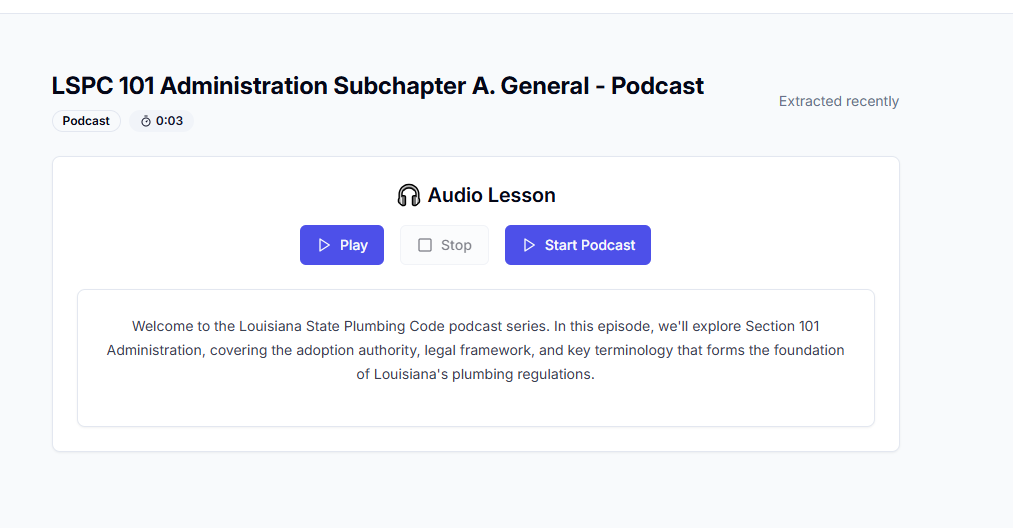 LSPC 101 Administration Subchapter A. General - Podcast
Extracted recently
Podcast
0:03
Audio Lesson
Play
Stop
Start Podcast
Welcome to the Louisiana State Plumbing Code podcast series. In this episode, we'll explore Section 101
Administration, covering the adoption authority, legal framework, and key terminology that forms the foundation
of Louisiana's plumbing regulations.